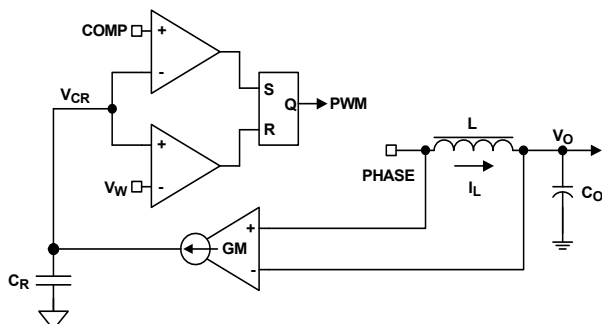 COMP
+
-
V_CR
S
Q
PWM
R
+
-
V_W
L
V_O
PHASE
I_L
C_O
+
GM
-
C_R